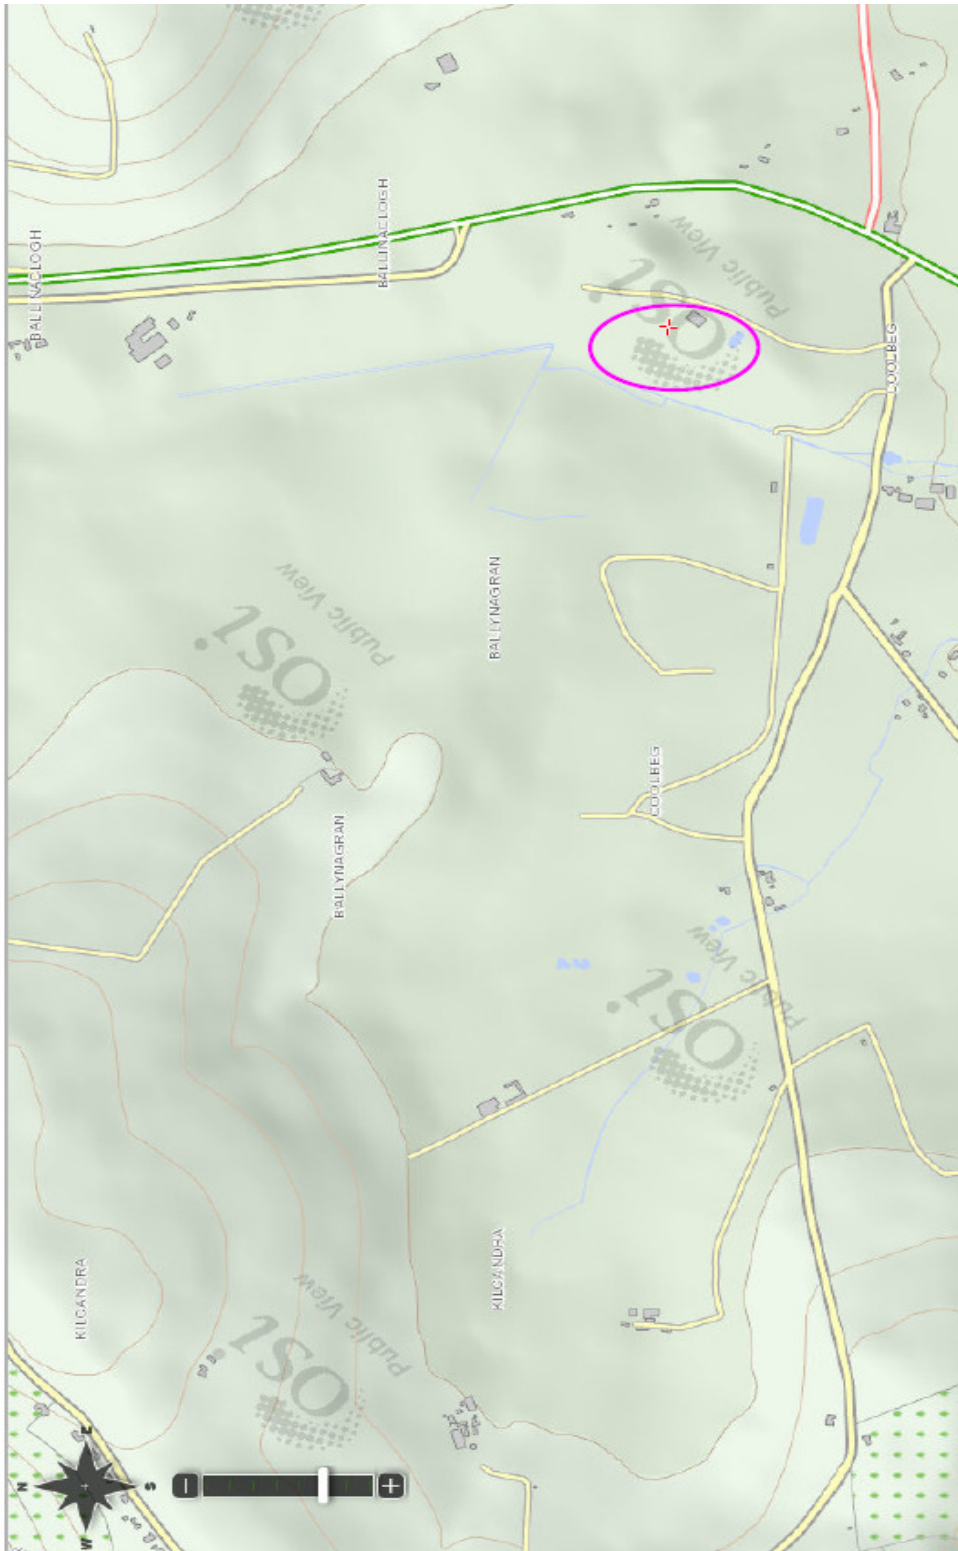 BALLINACLOGH
BALLINACLOGH
OSi.
Public View
COOLBEG
BALLYNAGRAN
OSi.
Public View
COOLBEG
BALLYNAGRAN
OSi.
Public View
KILCANDRA
KILCANDRA
OSi.
Public View
N
E
S
W